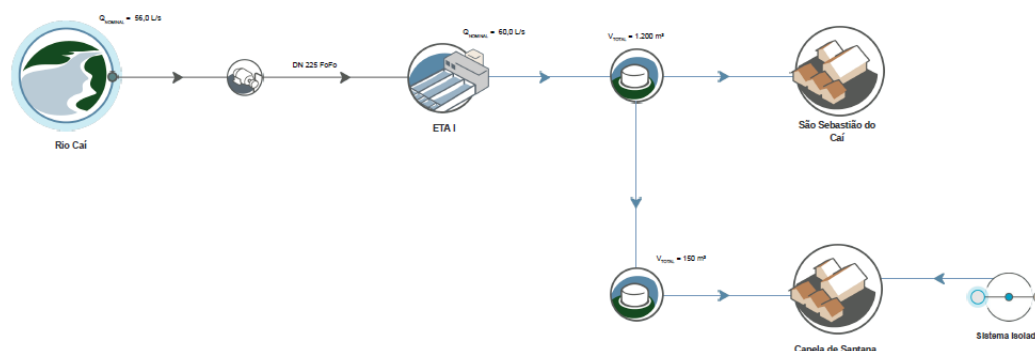 Q_NOMINAL = 56,0 L/s
Q_NOMINAL = 60,0 L/s
V_TOTAL = 1.200 m³
DN 225 FoFo
ETA I
São Sebastião do
Caí
Rio Caí
V_TOTAL = 150 m³
Sistema Isolad
Capela de Santana